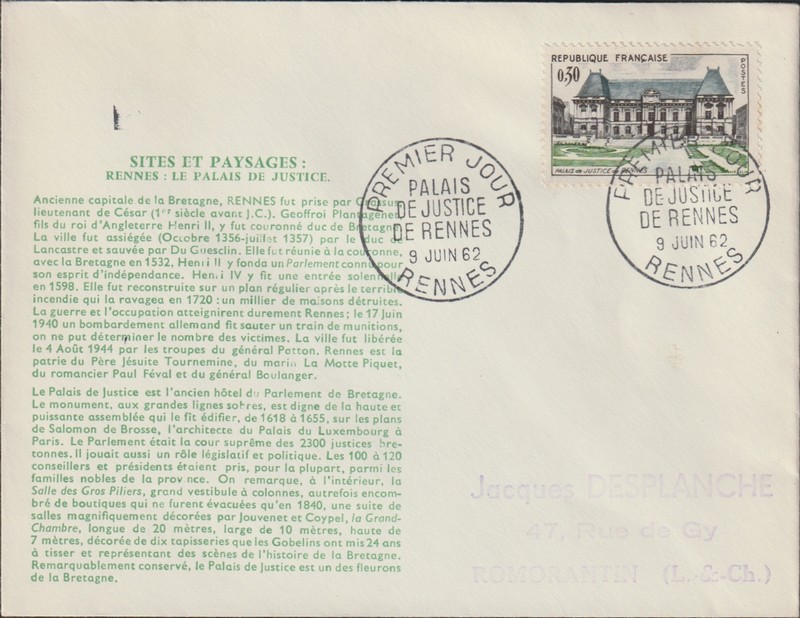 REPUBLIQUE FRANÇAISE
0,30
POSTES
PALAIS DE JUSTICE DE RENNES
PREMIER JOUR
PALAIS
DE JUSTICE
DE RENNES
9 JUIN 62
RENNES
PREMIER JOUR
PALAIS
DE JUSTICE
DE RENNES
9 JUIN 62
RENNES
SITES ET PAYSAGES :
RENNES : LE PALAIS DE JUSTICE.
Ancienne capitale de la Bretagne, RENNES fut prise par Crassus
lieutenant de César (1er siècle avant J.C.). Geoffroi Plantagenet
fils du roi d'Angleterre Henri II, y fut couronné duc de Bretagne
La ville fut assiégée (Octobre 1356-juillet 1357) par le duc de
Lancastre et sauvée par Du Guesclin. Elle fut réunie à la couronne,
avec la Bretagne en 1532, Henri II y fonda un Parlement connu pour
son esprit d'indépendance. Henri IV y fit une entrée solennelle
en 1598. Elle fut reconstruite sur un plan régulier après le terrible
incendie qui la ravagea en 1720 : un millier de maisons détruites.
La guerre et l'occupation atteignirent durement Rennes; le 17 Juin
1940 un bombardement allemand fit sauter un train de munitions,
on ne put déterminer le nombre des victimes. La ville fut libérée
le 4 Août 1944 par les troupes du général Patton. Rennes est la
patrie du Père Jésuite Tournemine, du marin La Motte Piquet,
du romancier Paul Féval et du général Boulanger.
Le Palais de Justice est l'ancien hôtel du Parlement de Bretagne.
Le monument, aux grandes lignes sobres, est digne de la haute et
puissante assemblée qui le fit édifier, de 1618 à 1655, sur les plans
de Salomon de Brosse, l'architecte du Palais du Luxembourg à
Paris. Le Parlement était la cour suprême des 2300 justices bre-
tonnes. Il jouait aussi un rôle législatif et politique. Les 100 à 120
conseillers et présidents étaient pris, pour la plupart, parmi les
familles nobles de la province. On remarque, à l'intérieur, la
Salle des Gros Piliers, grand vestibule à colonnes, autrefois encom-
bré de boutiques qui ne furent évacuées qu'en 1840, une suite de
salles magnifiquement décorées par Jouvenet et Coypel, la Grand-
Chambre, longue de 20 mètres, large de 10 mètres, haute de
7 mètres, décorée de dix tapisseries que les Gobelins ont mis 24 ans
à tisser et représentant des scènes de l'histoire de la Bretagne.
Remarquablement conservé, le Palais de Justice est un des fleurons
de la Bretagne.
Jacques DESPLANCHE
47, Rue de Gy
ROMORANTIN (L.-&-Ch.)